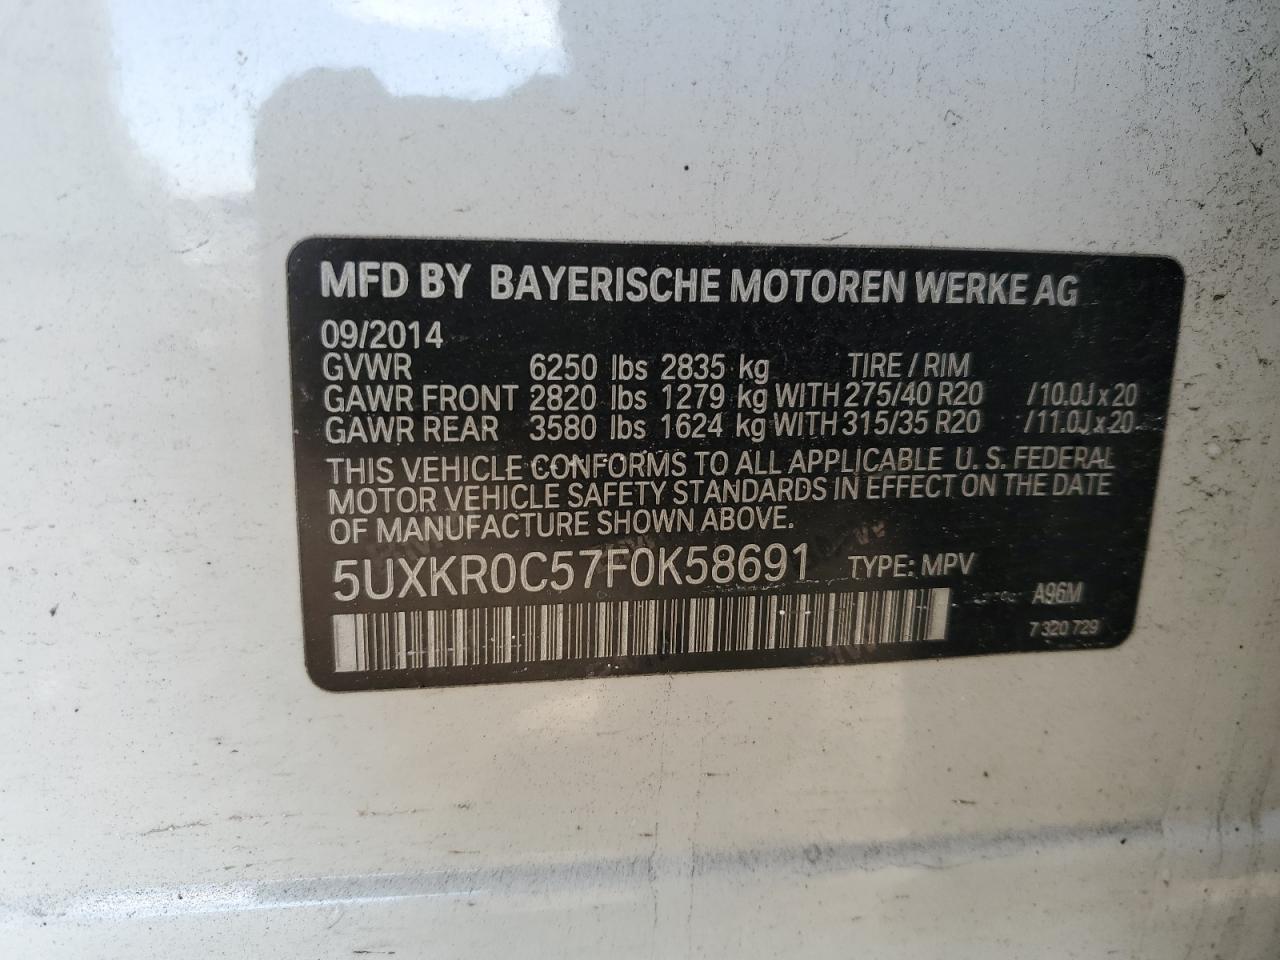 MFD BY BAYERISCHE MOTOREN WERKE AG
09/2014
GVWR 6250 lbs 2835 kg TIRE / RIM
GAWR FRONT 2820 lbs 1279 kg WITH 275/40 R20 /10.0J x 20
GAWR REAR 3580 lbs 1624 kg WITH 315/35 R20 /11.0J x 20
THIS VEHICLE CONFORMS TO ALL APPLICABLE U. S. FEDERAL
MOTOR VEHICLE SAFETY STANDARDS IN EFFECT ON THE DATE
OF MANUFACTURE SHOWN ABOVE.
5UXKR0C57F0K58691 TYPE: MPV
A96M
7 320 729